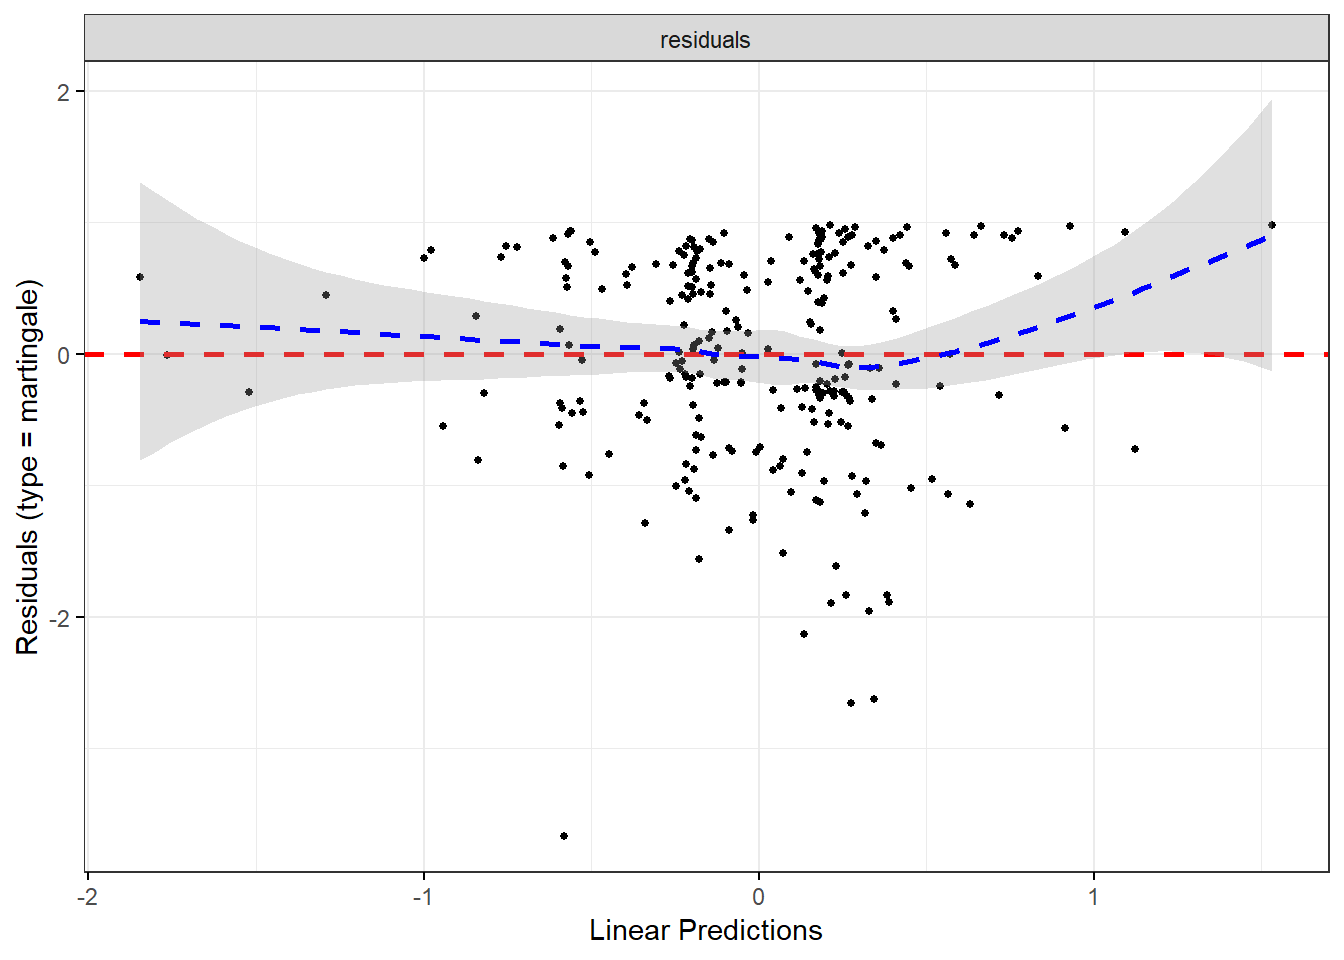 residuals
Residuals (type = martingale)
2
0
-2
-2
-1
0
1
Linear Predictions